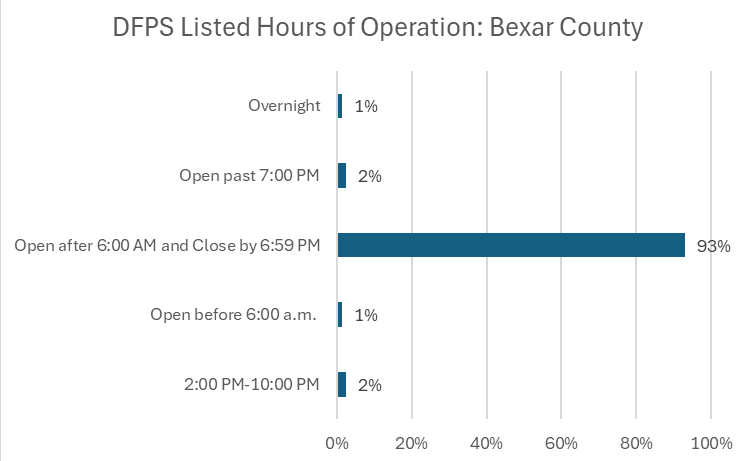 DFPS Listed Hours of Operation: Bexar County
Overnight 1%
Open past 7:00 PM 2%
Open after 6:00 AM and Close by 6:59 PM 93%
Open before 6:00 a.m. 1%
2:00 PM-10:00 PM 2%
0% 20% 40% 60% 80% 100%